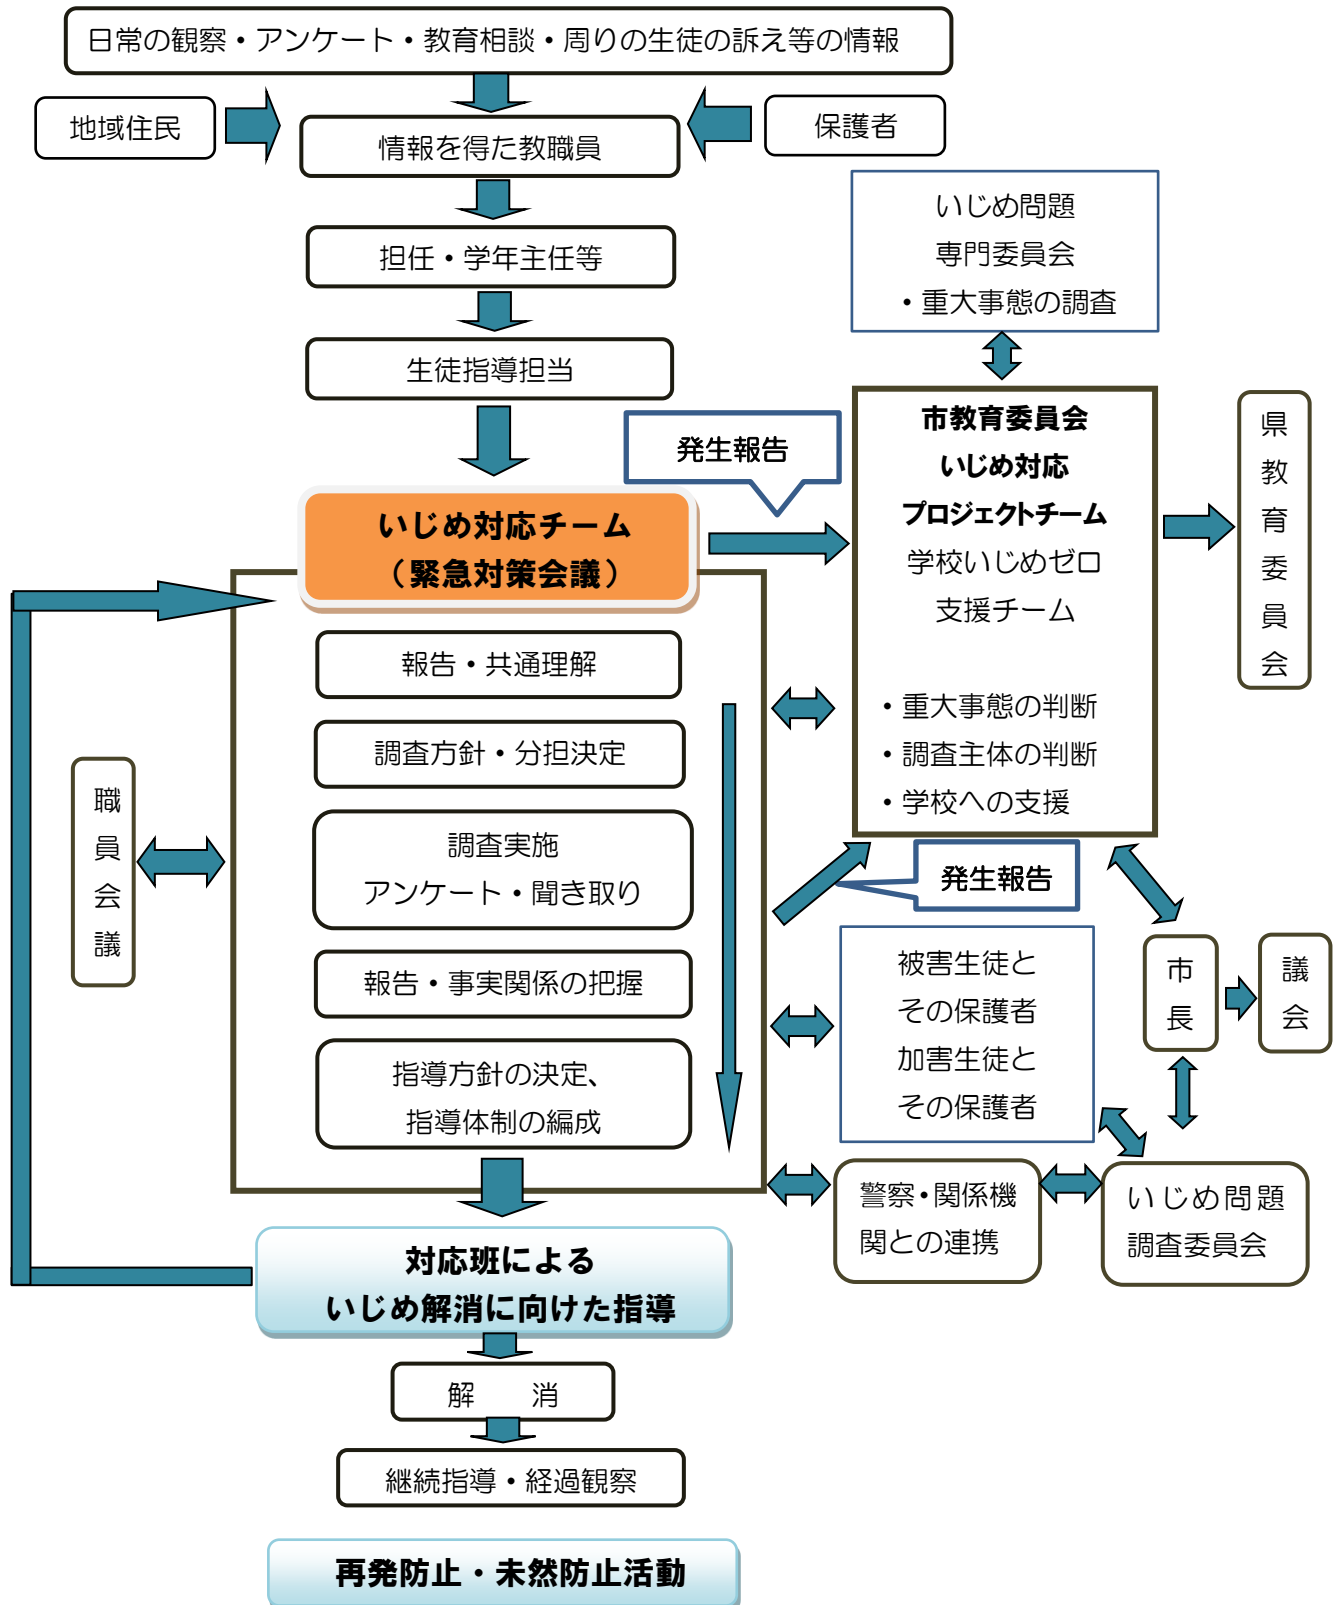 日常の観察・アンケート・教育相談・周りの生徒の訴え等の情報
地域住民
保護者
情報を得た教職員
担任・学年主任等
生徒指導担当
いじめ問題
専門委員会
・重大事態の調査
発生報告
市教育委員会
いじめ対応
プロジェクトチーム
学校いじめゼロ
支援チーム
・重大事態の判断
・調査主体の判断
・学校への支援
県教育委員会
いじめ対応チーム
（緊急対策会議）
報告・共通理解
調査方針・分担決定
調査実施
アンケート・聞き取り
報告・事実関係の把握
指導方針の決定、
指導体制の編成
職員会議
発生報告
被害生徒と
その保護者
加害生徒と
その保護者
市長
議会
警察・関係機
関との連携
いじめ問題
調査委員会
対応班による
いじめ解消に向けた指導
解　　消
継続指導・経過観察
再発防止・未然防止活動